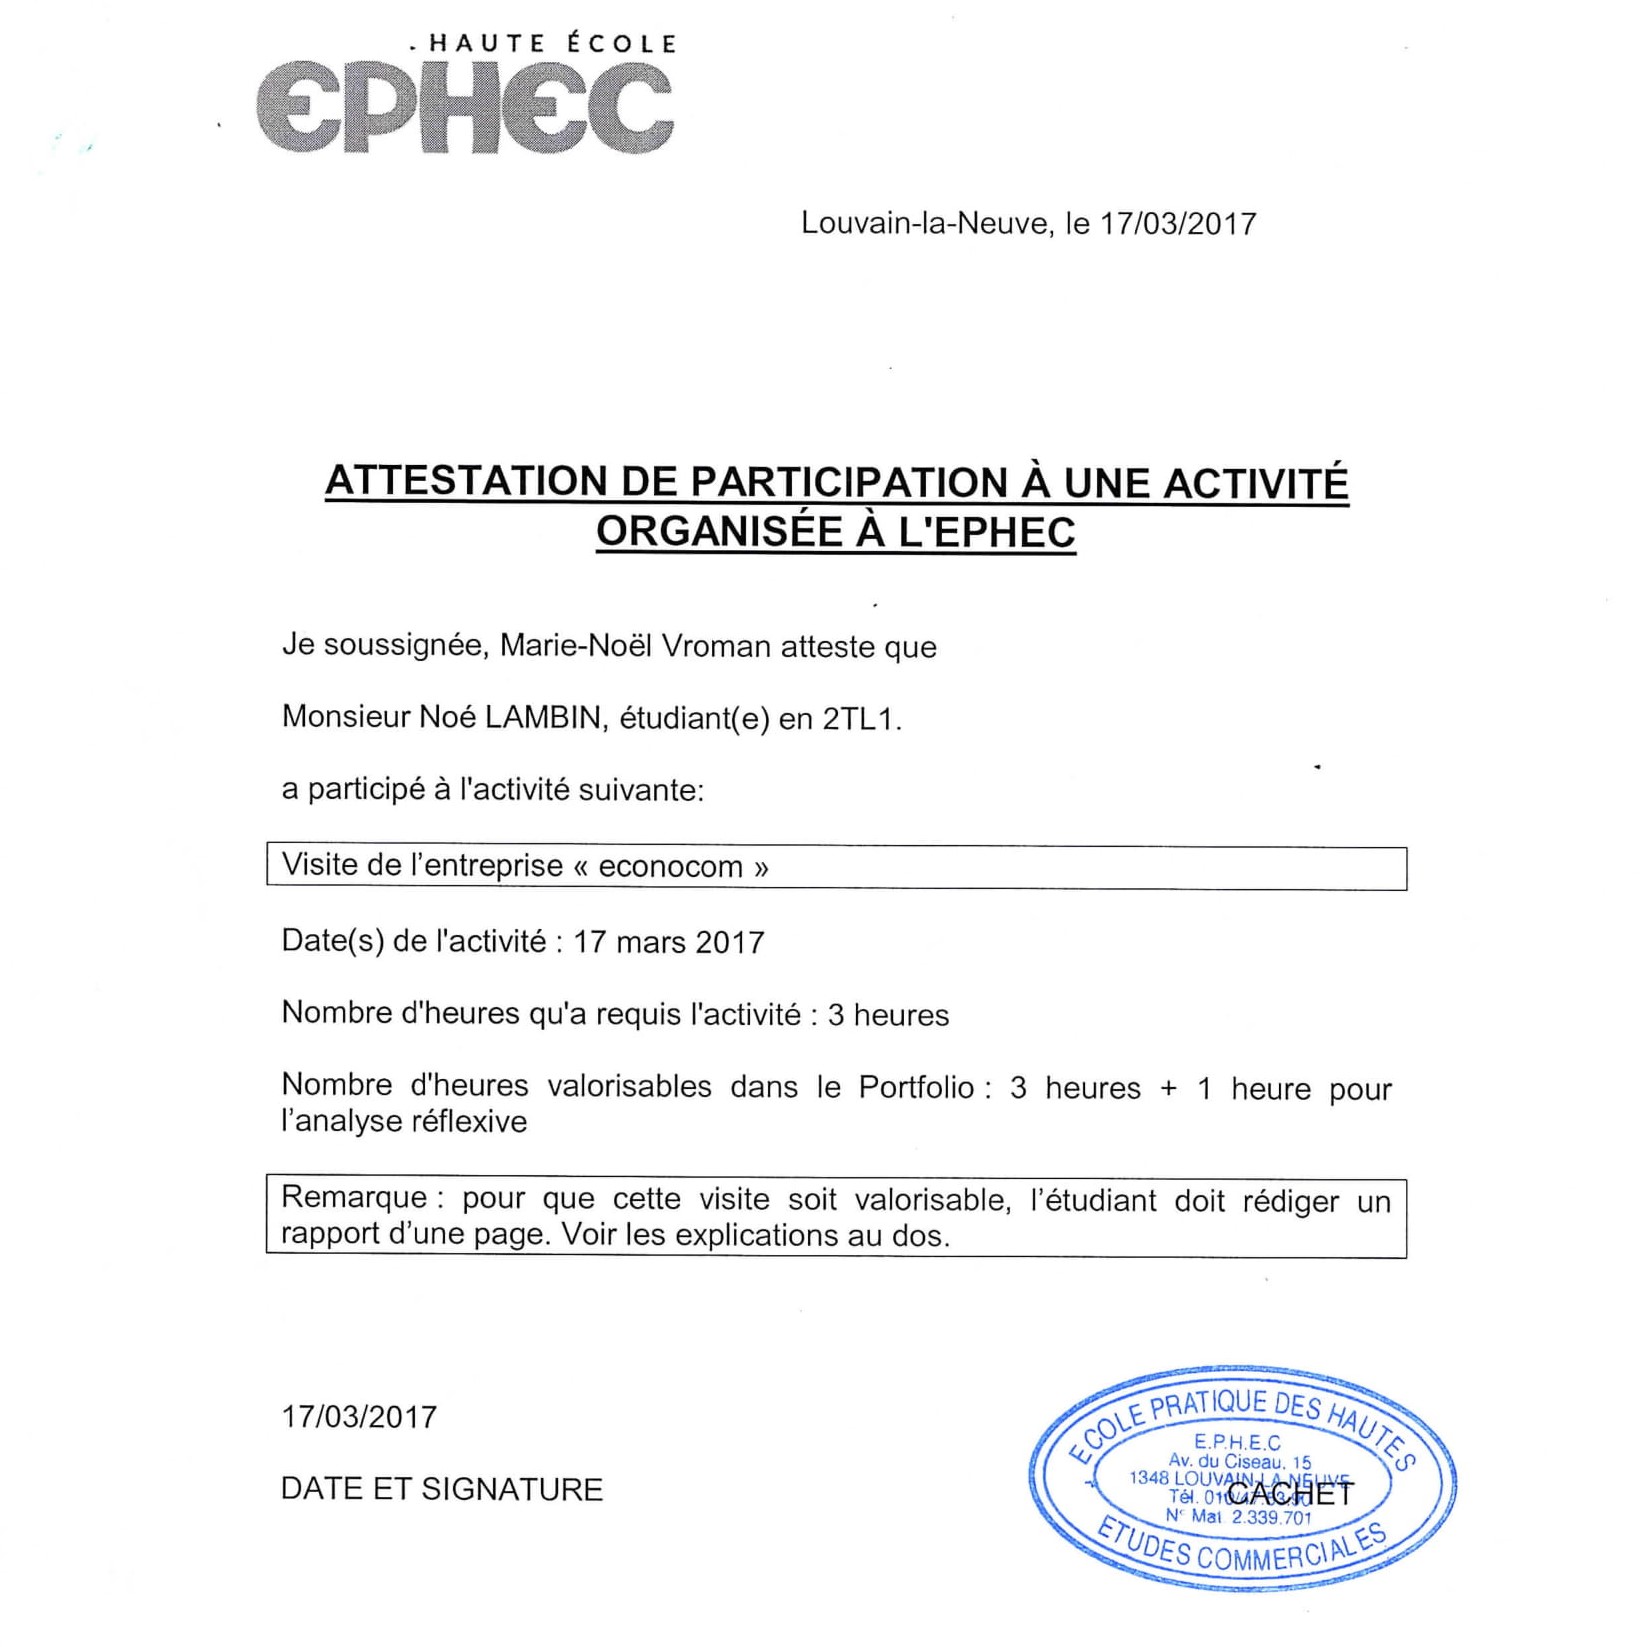 HAUTE ÉCOLE
EPHEC
Louvain-la-Neuve, le 17/03/2017
ATTESTATION DE PARTICIPATION À UNE ACTIVITÉ
ORGANISÉE À L'EPHEC
Je soussignée, Marie-Noël Vroman atteste que
Monsieur Noé LAMBIN, étudiant(e) en 2TL1.
a participé à l'activité suivante:
Visite de l’entreprise « econocom »
Date(s) de l'activité : 17 mars 2017
Nombre d'heures qu'a requis l'activité : 3 heures
Nombre d'heures valorisables dans le Portfolio : 3 heures + 1 heure pour
l’analyse réflexive
Remarque : pour que cette visite soit valorisable, l’étudiant doit rédiger un
rapport d’une page. Voir les explications au dos.
17/03/2017
DATE ET SIGNATURE
ECOLE PRATIQUE DES HAUTES
E.P.H.E.C
Av. du Ciseau, 15
1348 LOUVAIN-LA-NEUVE
Tél.
CACHET
N° Mat 2.339.701
ETUDES COMMERCIALES